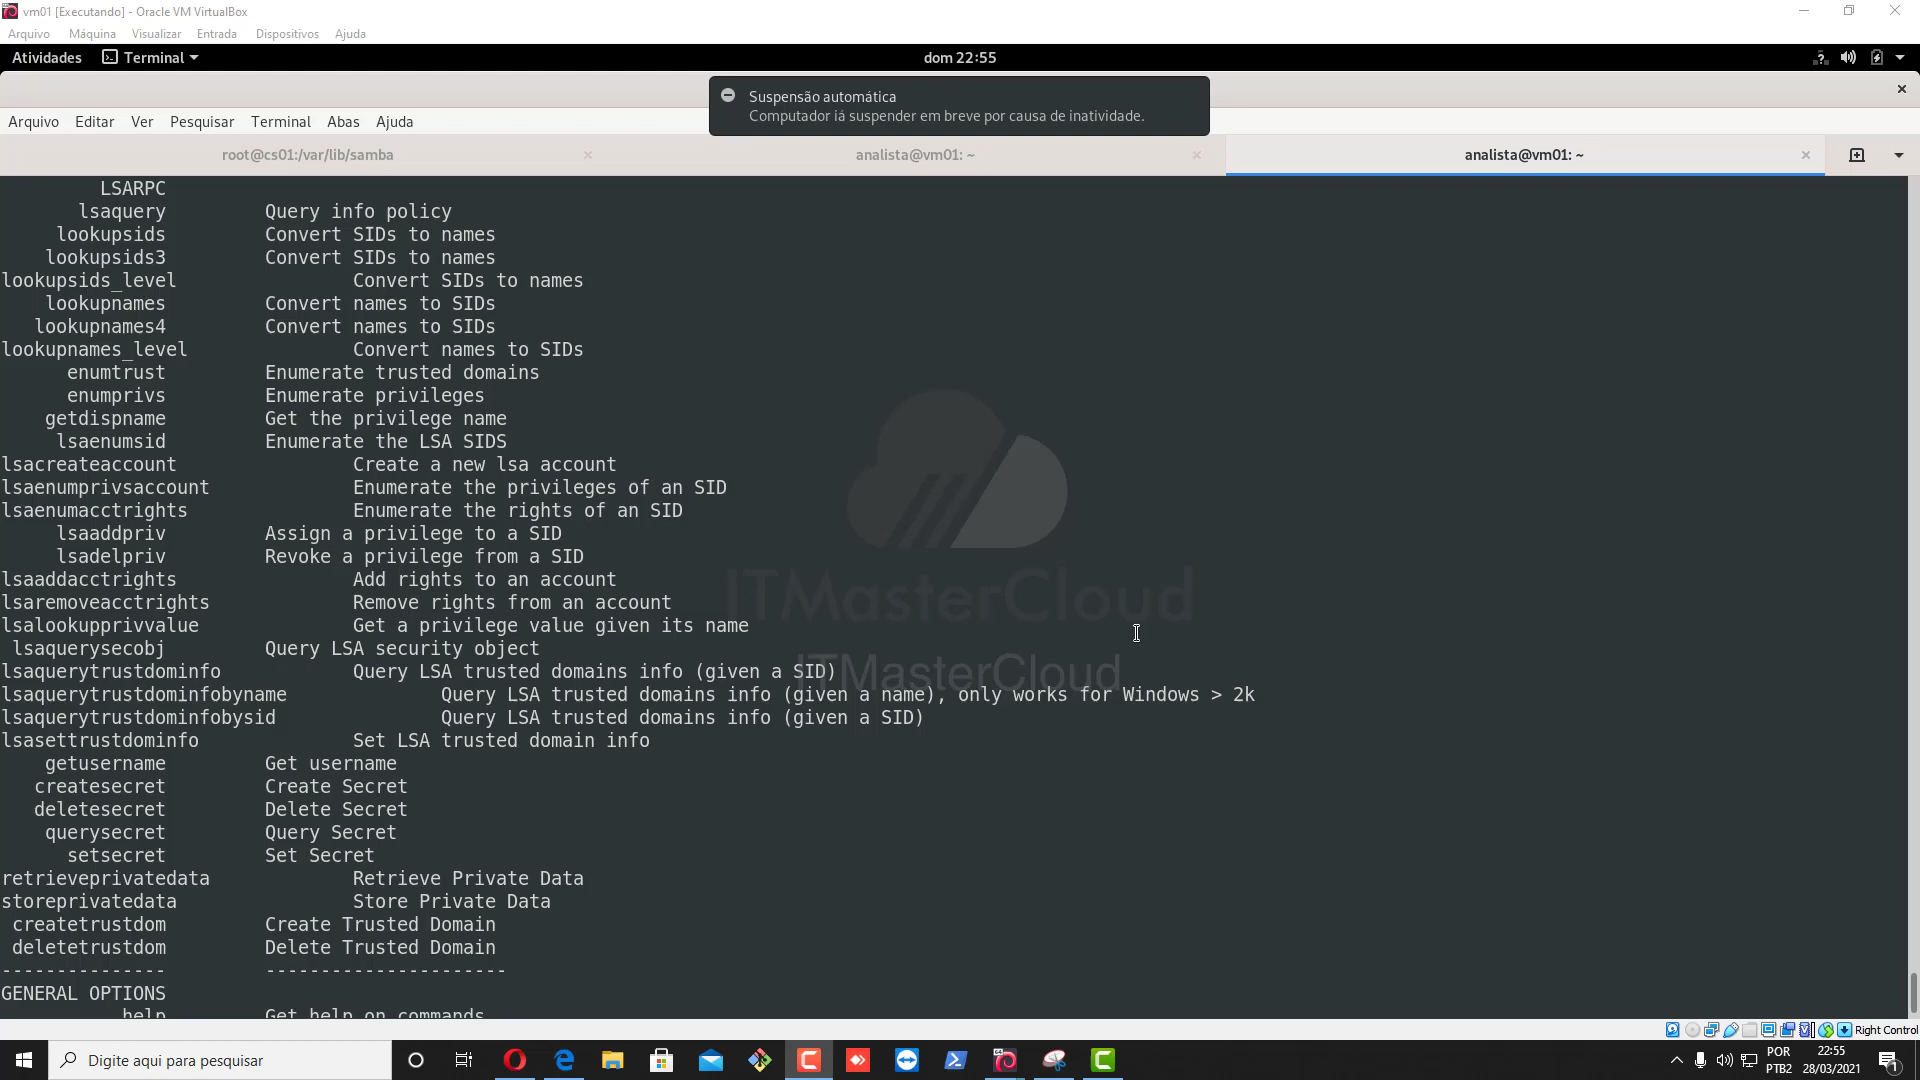 vm01 [Executando] - Oracle VM VirtualBox
Arquivo Máquina Visualizar Entrada Dispositivos Ajuda
Atividades Terminal dom 22:55
Suspensão automática
Computador iá suspender em breve por causa de inatividade.
Arquivo Editar Ver Pesquisar Terminal Abas Ajuda
root@cs01:/var/lib/samba analista@vm01: ~ analista@vm01: ~
LSARPC
lsaquery Query info policy
lookupsids Convert SIDs to names
lookupsids3 Convert SIDs to names
lookupsids_level Convert SIDs to names
lookupnames Convert names to SIDs
lookupnames4 Convert names to SIDs
lookupnames_level Convert names to SIDs
enumtrust Enumerate trusted domains
enumprivs Enumerate privileges
getdispname Get the privilege name
lsaenumsid Enumerate the LSA SIDS
lsacreateaccount Create a new lsa account
lsaenumprivsaccount Enumerate the privileges of an SID
lsaenumacctrights Enumerate the rights of an SID
lsaaddpriv Assign a privilege to a SID
lsadelpriv Revoke a privilege from a SID
lsaaddacctrights Add rights to an account
lsaremoveacctrights Remove rights from an account
lsalookupprivvalue Get a privilege value given its name
lsaquerysecobj Query LSA security object
lsaquerytrustdominfo Query LSA trusted domains info (given a SID)
lsaquerytrustdominfobyname Query LSA trusted domains info (given a name), only works for Windows > 2k
lsaquerytrustdominfobysid Query LSA trusted domains info (given a SID)
lsasettrustdominfo Set LSA trusted domain info
getusername Get username
createsecret Create Secret
deletesecret Delete Secret
querysecret Query Secret
setsecret Set Secret
retrieveprivatedata Retrieve Private Data
storeprivatedata Store Private Data
createtrustdom Create Trusted Domain
deletetrustdom Delete Trusted Domain
--------------- ----------------------
GENERAL OPTIONS
help Get help on commands
ITMasterCloud
ITMasterCloud
Right Control
Digite aqui para pesquisar
POR
PTB2
22:55
28/03/2021
1